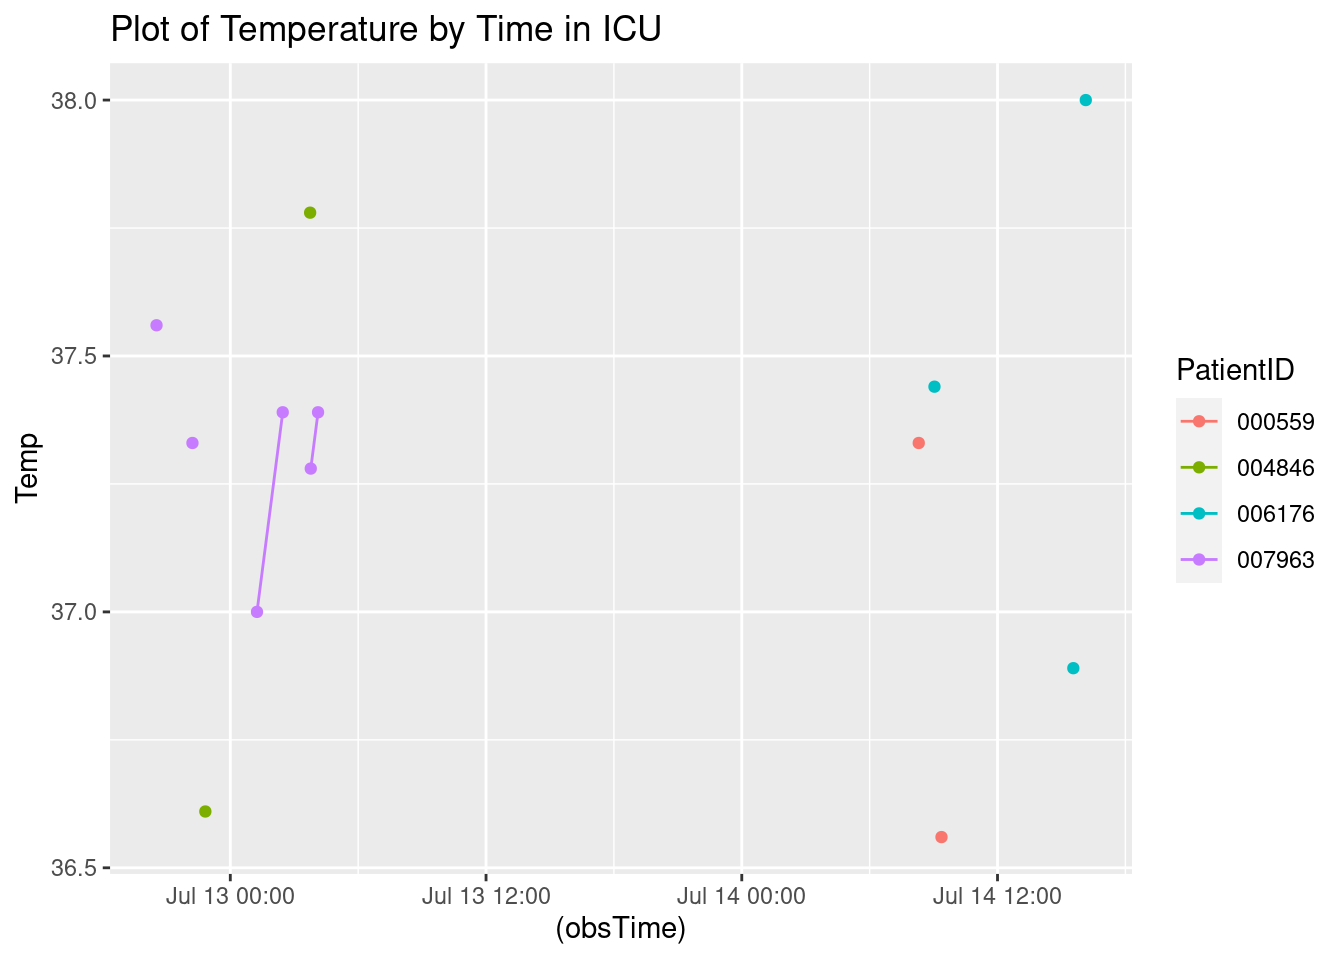 Plot of Temperature by Time in ICU
38.0
37.5
37.0
36.5
Temp
Jul 13 00:00
Jul 13 12:00
Jul 14 00:00
Jul 14 12:00
(obsTime)
PatientID
000559
004846
006176
007963